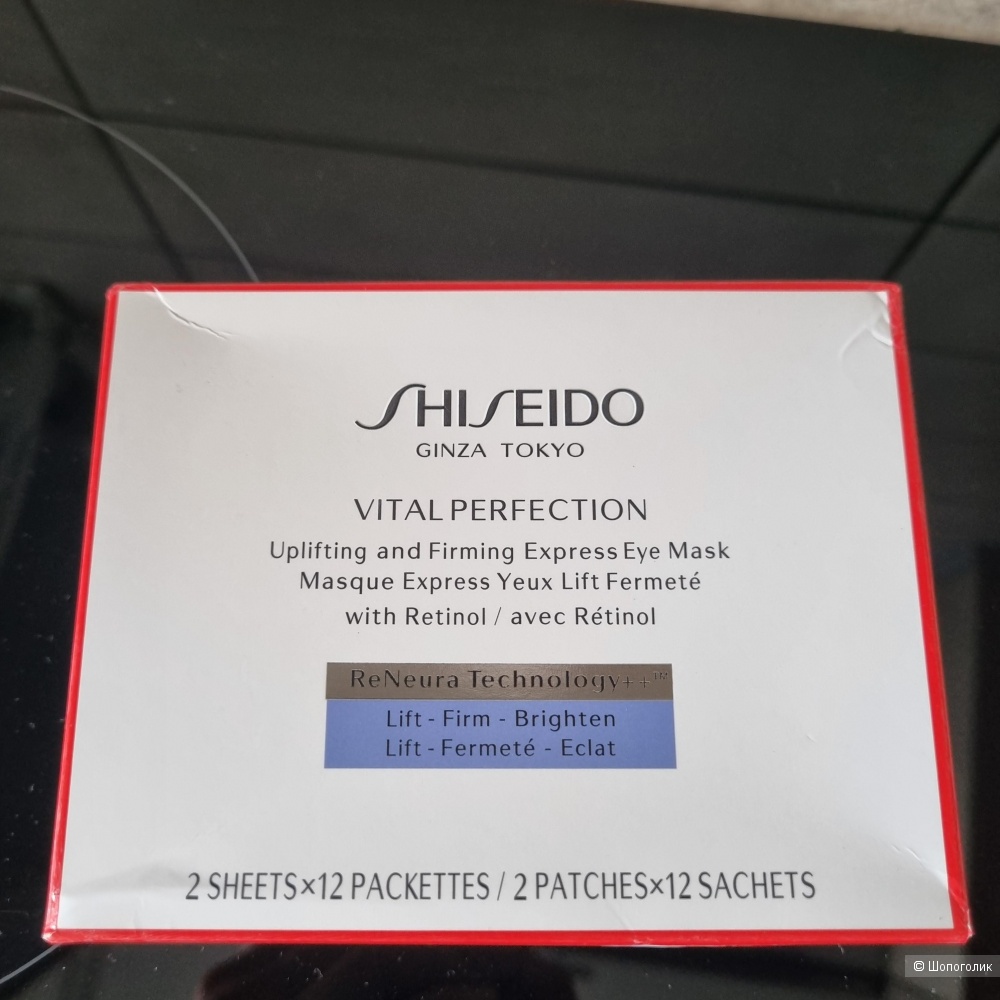 SHISEIDO
GINZA TOKYO
VITAL PERFECTION
Uplifting and Firming Express Eye Mask
Masque Express Yeux Lift Fermeté
with Retinol / avec Rétinol
ReNeura Technology++™
Lift - Firm - Brighten
Lift - Fermeté - Eclat
2 SHEETS×12 PACKETTES / 2 PATCHES×12 SACHETS
© Шопоголик